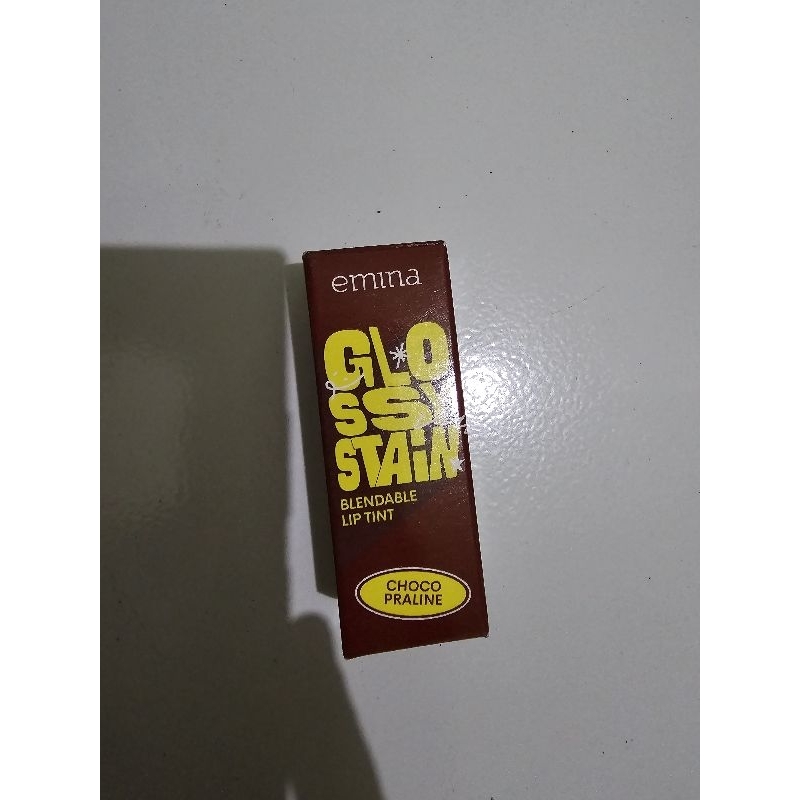 emina
GLO
SSY
STAiN
BLENDABLE
LIP TINT
CHOCO
PRALINE